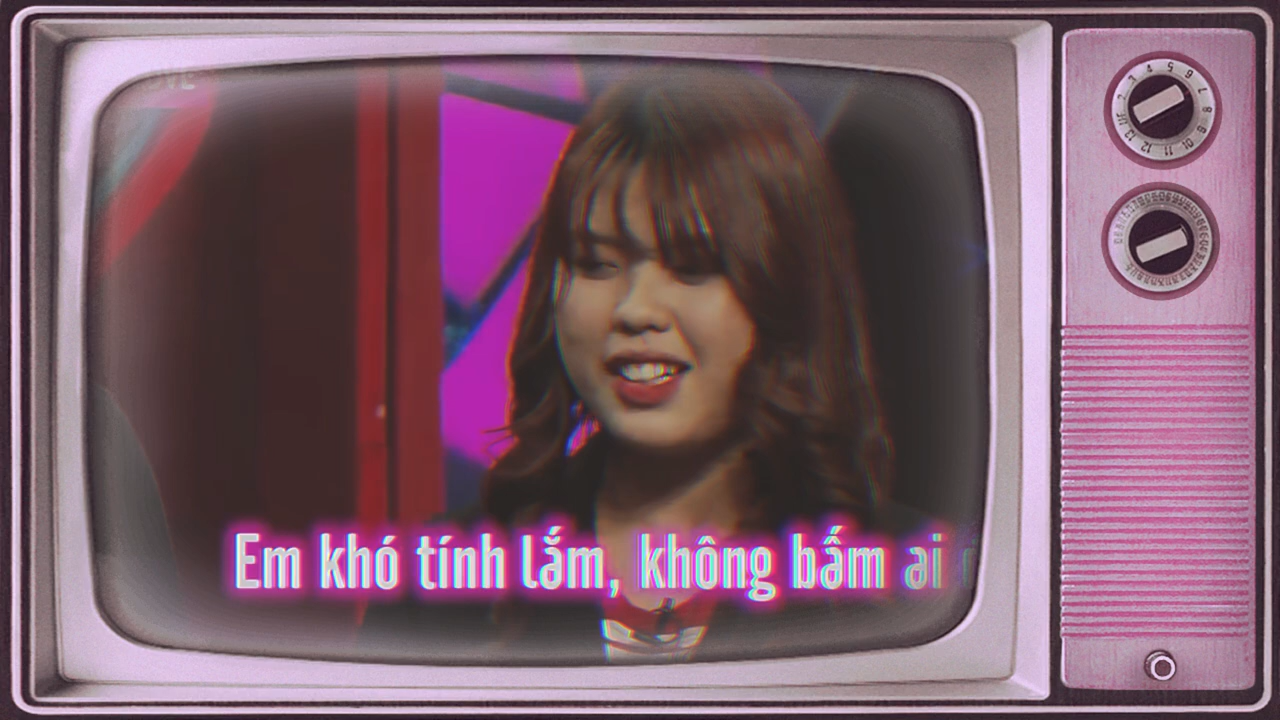 Em khó tính lắm, không bấm ai